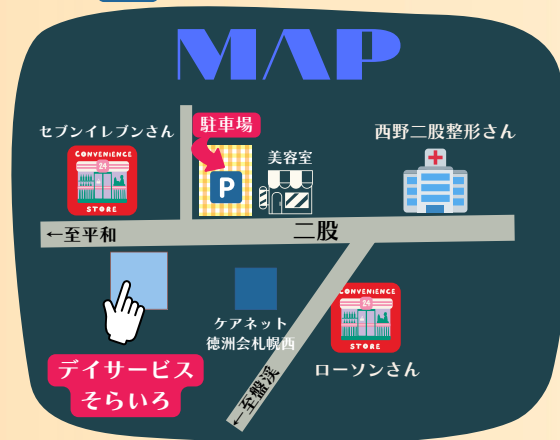 MAP
セブンイレブンさん
駐車場
西野二股整形さん
CONVENIENCE
24
STORE
P
美容室
←至平和
二股
ケアネット
徳洲会札幌西
CONVENIENCE
24
STORE
デイサービス
そらいろ
←至盤渓
ローソンさん